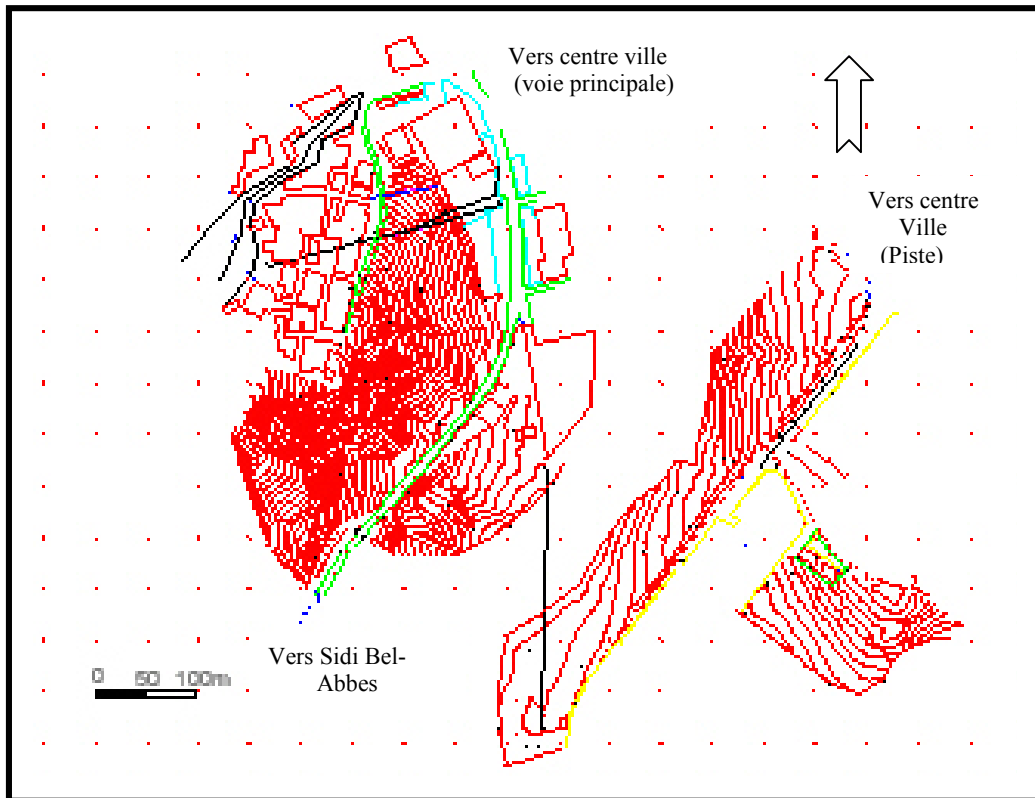 Vers centre ville
(voie principale)
Vers centre
Ville
(Piste)
Vers Sidi Bel-
Abbes
0 50 100m